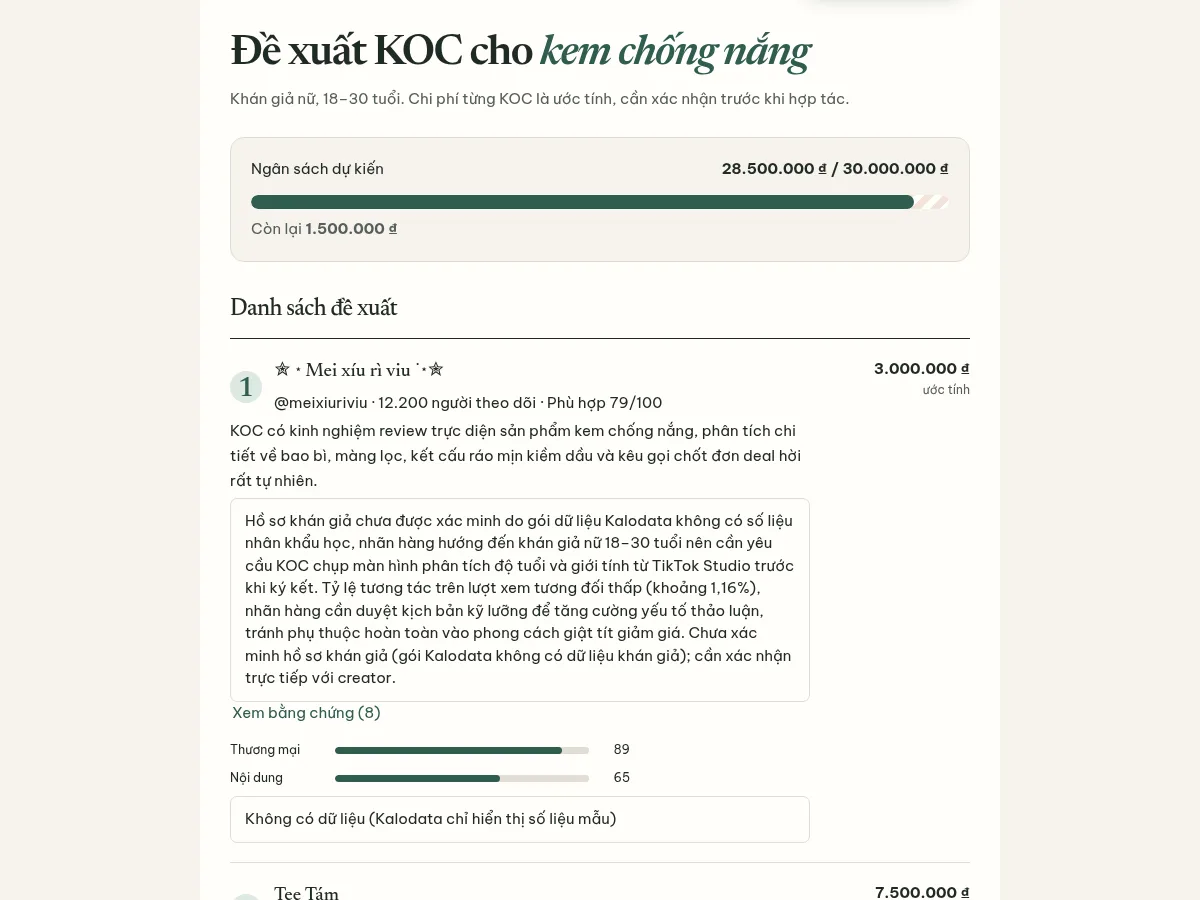 Đề xuất KOC cho kem chống nắng
Khán giả nữ, 18–30 tuổi. Chi phí từng KOC là ước tính, cần xác nhận trước khi hợp tác.
Ngân sách dự kiến
28.500.000 ₫ / 30.000.000 ₫
Còn lại 1.500.000 ₫
Danh sách đề xuất
1
✯ ⋆ Mei xíu rì viu ˙⋆✯
3.000.000 ₫
ước tính
@meixiuriviu · 12.200 người theo dõi · Phù hợp 79/100
KOC có kinh nghiệm review trực diện sản phẩm kem chống nắng, phân tích chi
tiết về bao bì, màng lọc, kết cấu ráo mịn kiềm dầu và kêu gọi chốt đơn deal hời
rất tự nhiên.
Hồ sơ khán giả chưa được xác minh do gói dữ liệu Kalodata không có số liệu
nhân khẩu học, nhãn hàng hướng đến khán giả nữ 18–30 tuổi nên cần yêu
cầu KOC chụp màn hình phân tích độ tuổi và giới tính từ TikTok Studio trước
khi ký kết. Tỷ lệ tương tác trên lượt xem tương đối thấp (khoảng 1,16%),
nhãn hàng cần duyệt kịch bản kỹ lưỡng để tăng cường yếu tố thảo luận,
tránh phụ thuộc hoàn toàn vào phong cách giật tít giảm giá. Chưa xác
minh hồ sơ khán giả (gói Kalodata không có dữ liệu khán giả); cần xác nhận
trực tiếp với creator.
Xem bằng chứng (8)
Thương mại 89
Nội dung 65
Không có dữ liệu (Kalodata chỉ hiển thị số liệu mẫu)
Tee Tám
7.500.000 ₫